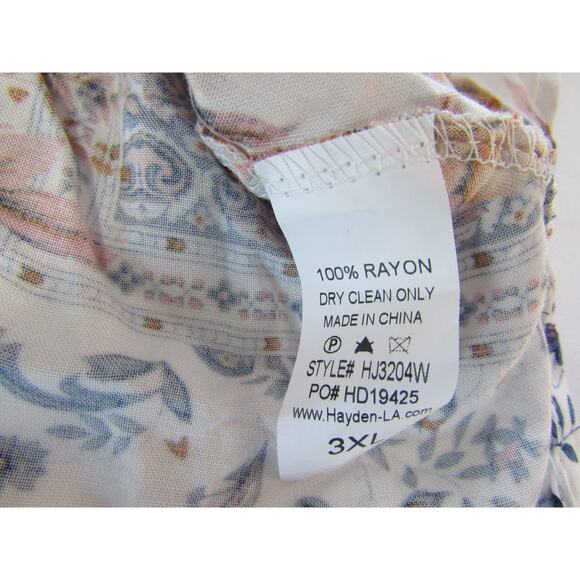 100% RAYON
DRY CLEAN ONLY
MADE IN CHINA
Ⓟ
STYLE# HJ3204W
PO# HD19425
www.Hayden-LA.com
3XL